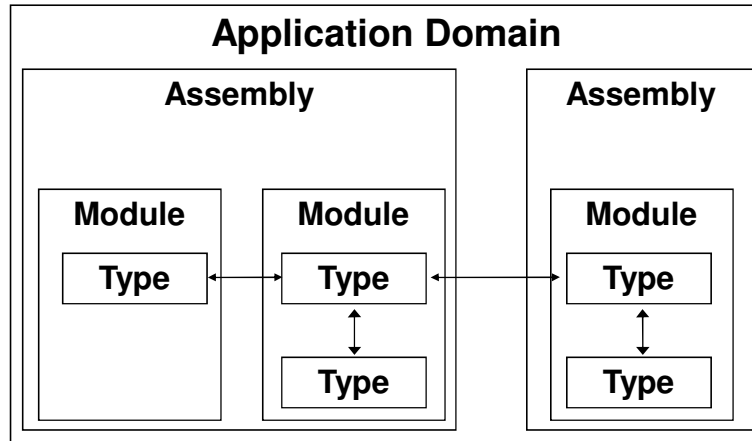 Application Domain
Assembly
Assembly
Module
Module
Module
Type
Type
Type
Type
Type